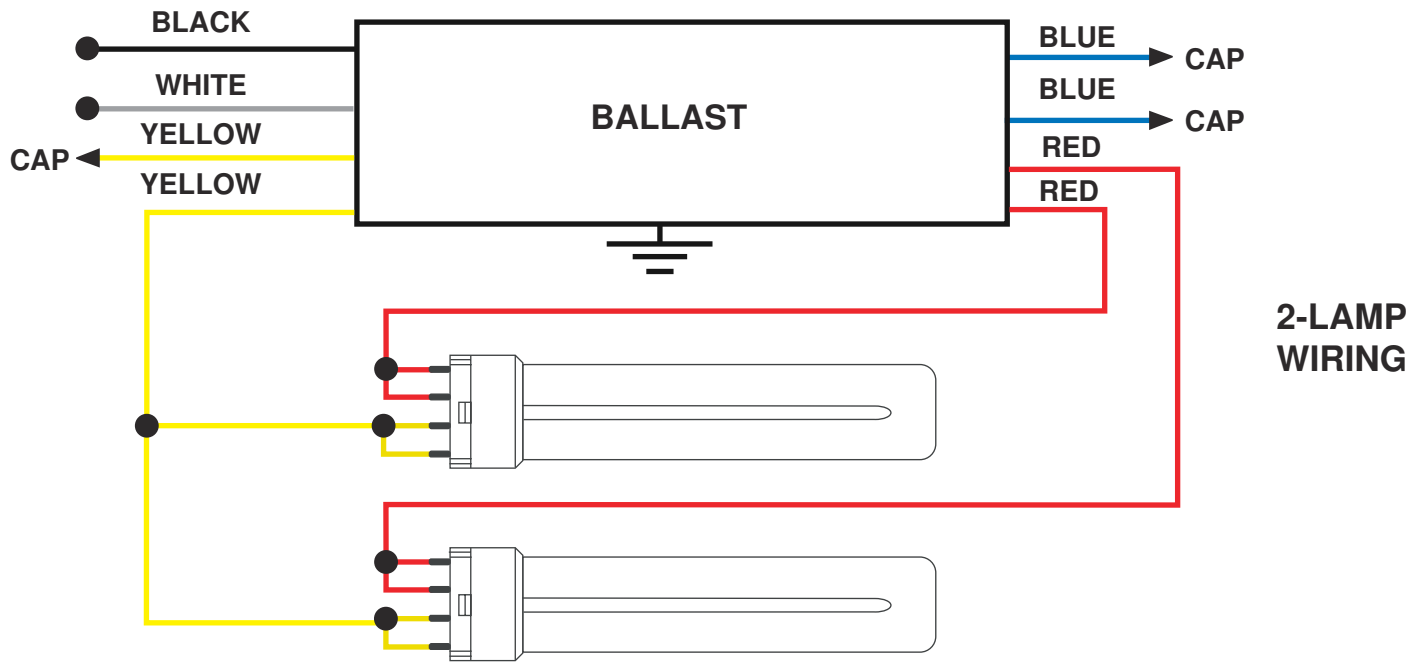 BLACK
WHITE
YELLOW
CAP
YELLOW
BALLAST
BLUE
CAP
BLUE
CAP
RED
RED
2-LAMP
WIRING